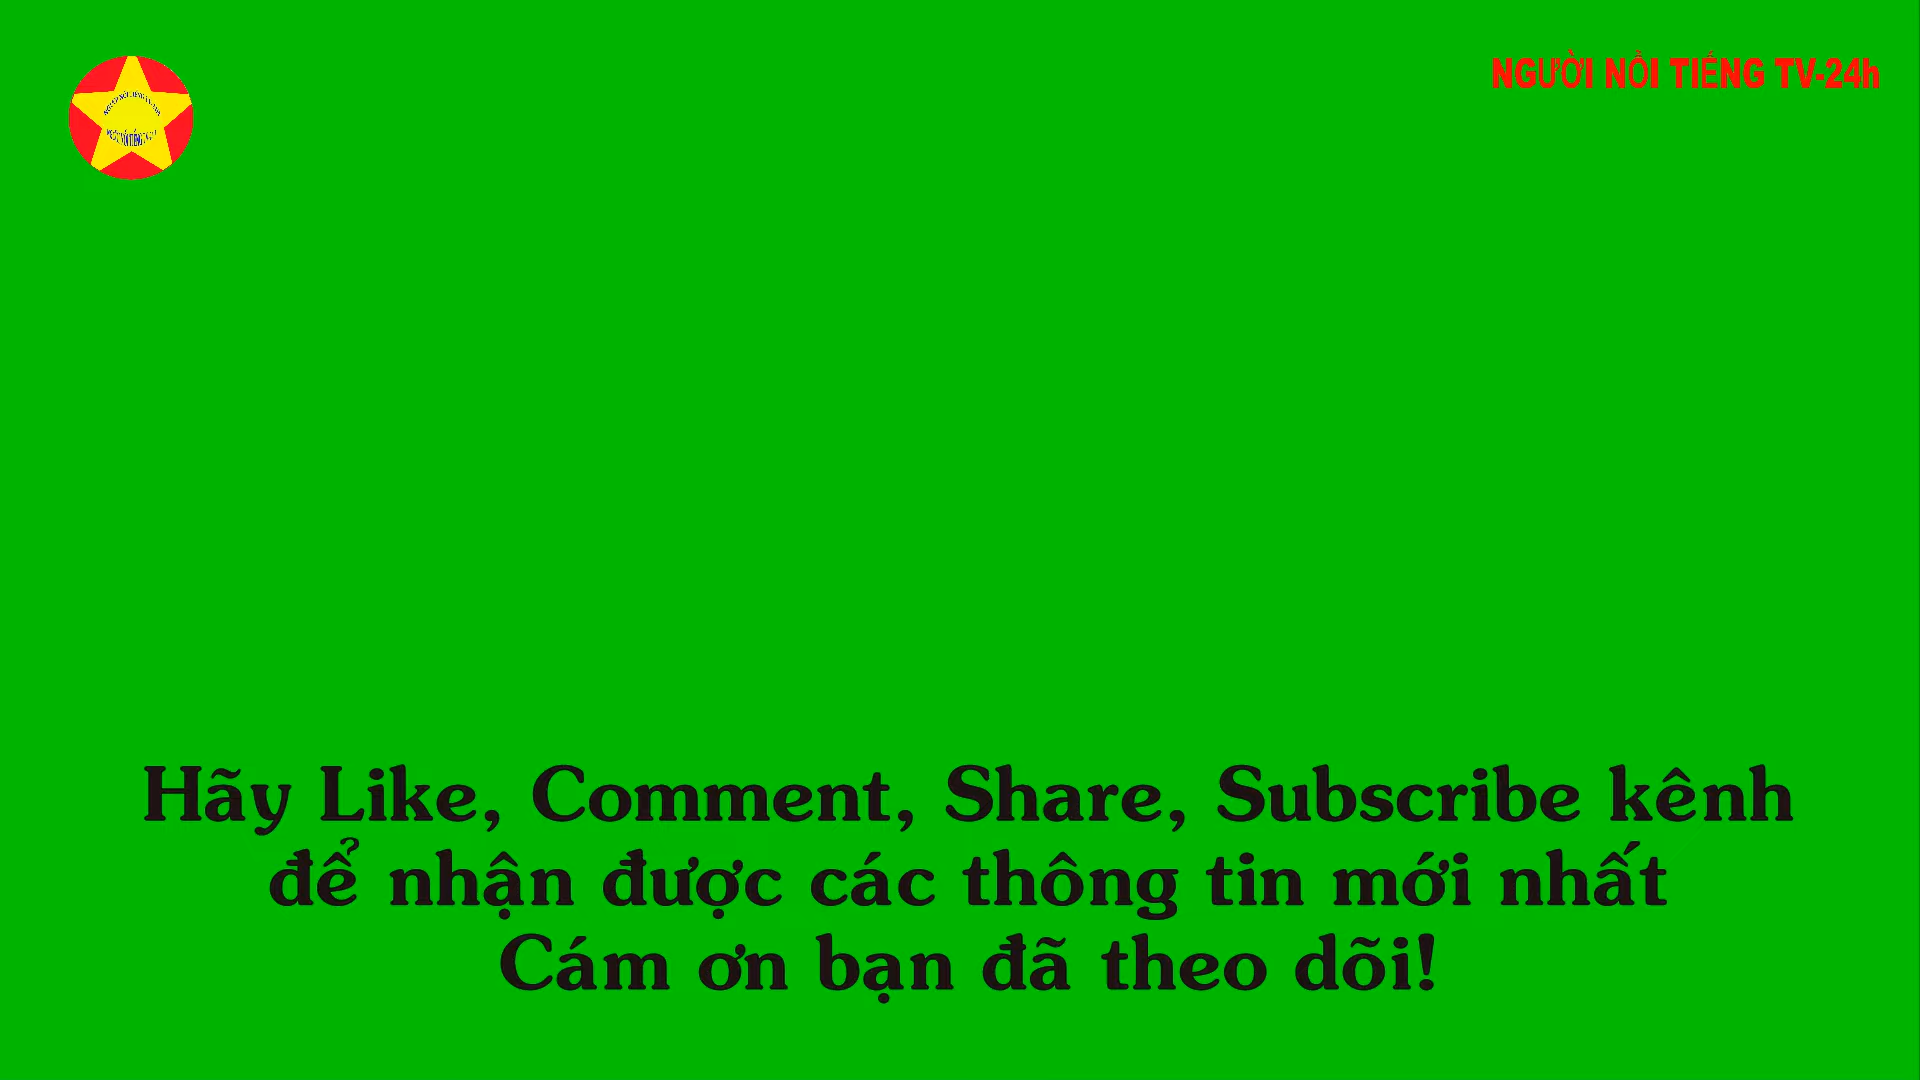 NGƯỜI NỔI TIẾNG TV-24h
Hãy Like, Comment, Share, Subscribe kênh
để nhận được các thông tin mới nhất
Cám ơn bạn đã theo dõi!